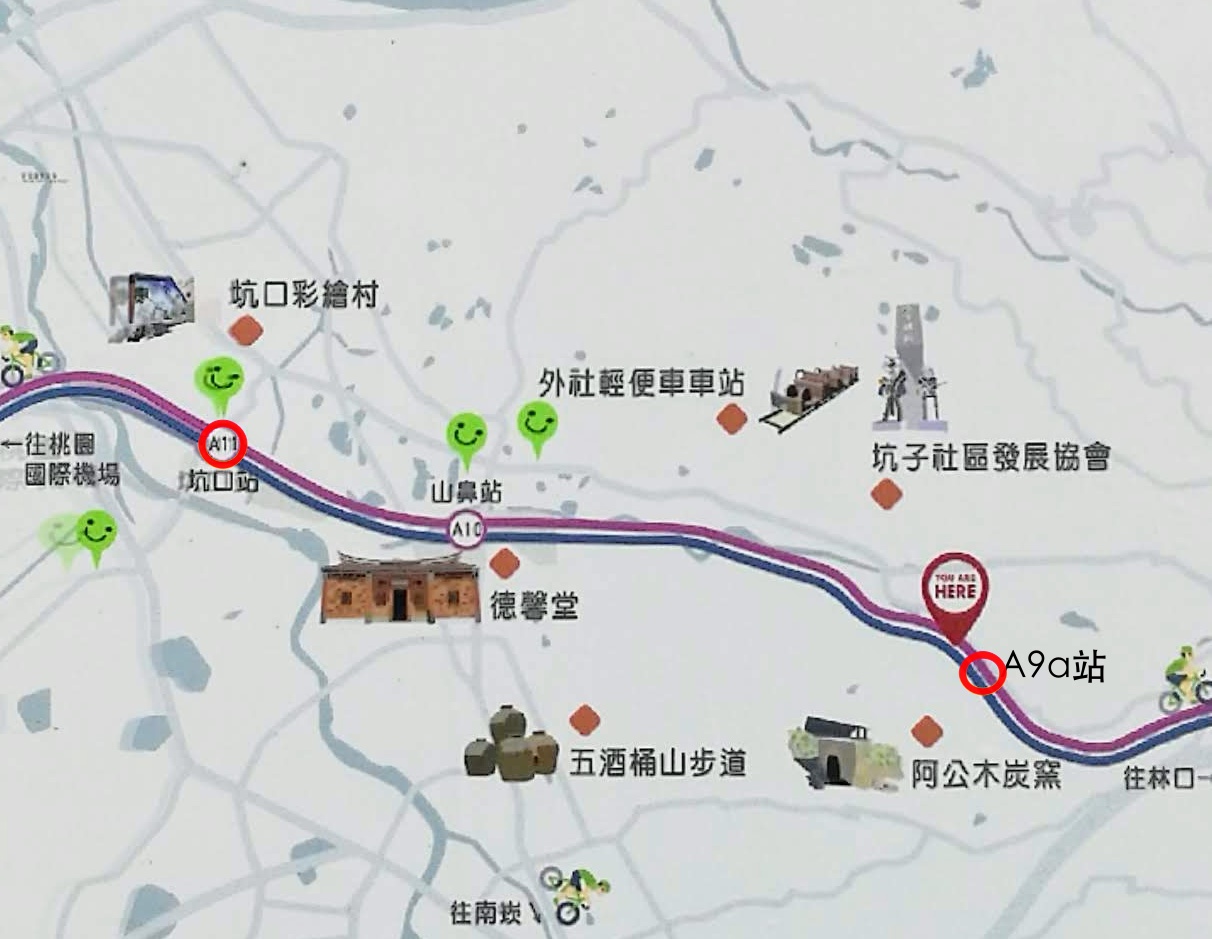 坑口彩繪村
外社輕便車車站
A11
←往桃園
國際機場
坑口站
山鼻站
A10
坑子社區發展協會
德馨堂
YOU ARE
HERE
A9a站
五酒桶山步道
阿公木炭窯
往林口
往南崁